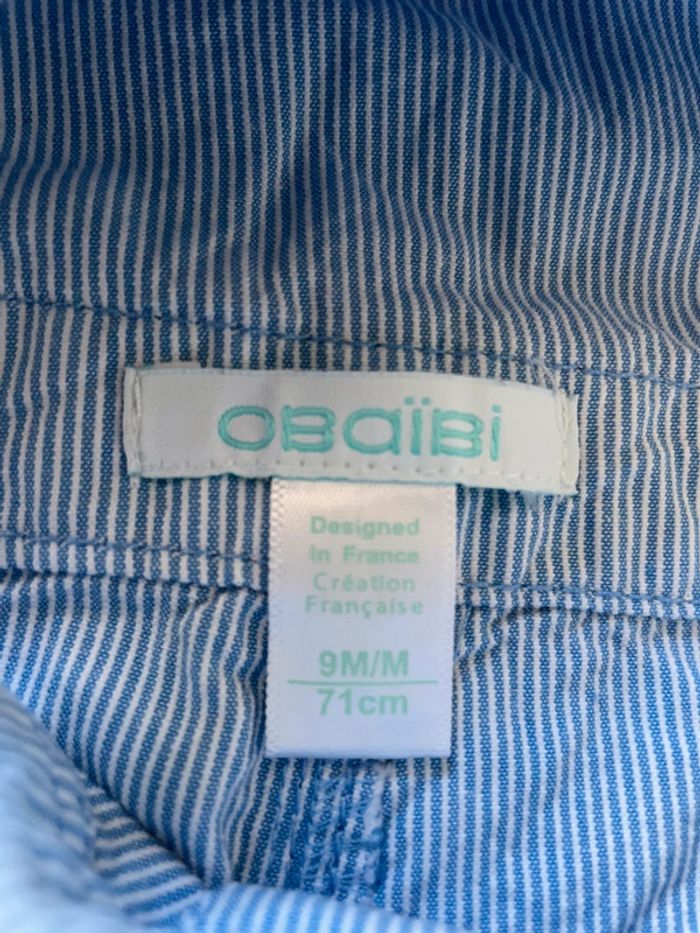 OBAÏBI
Designed
in France
Création
Française
9M/M
71cm